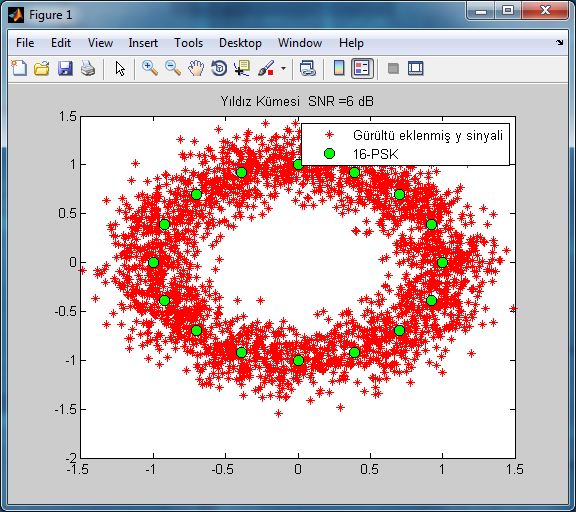 Figure 1
File Edit View Insert Tools Desktop Window Help
Yıldız Kümesi SNR =6 dB
Gürültü eklenmiş y sinyali
16-PSK
1.5
1
0.5
0
-0.5
-1
-1.5
-2
-1.5 -1 -0.5 0 0.5 1 1.5